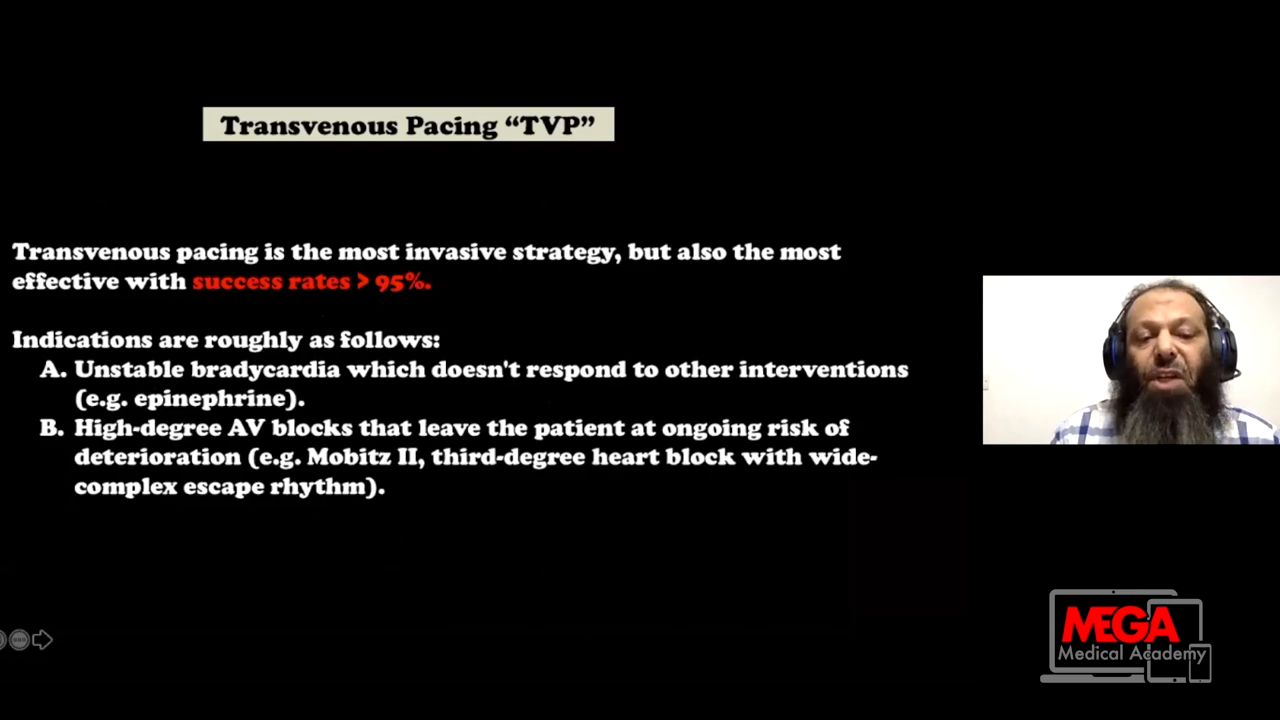 Transvenous Pacing “TVP”
Transvenous pacing is the most invasive strategy, but also the most
effective with success rates > 95%.
Indications are roughly as follows:
A. Unstable bradycardia which doesn't respond to other interventions
(e.g. epinephrine).
B. High-degree AV blocks that leave the patient at ongoing risk of
deterioration (e.g. Mobitz II, third-degree heart block with wide-
complex escape rhythm).
MEGA
Medical Academy